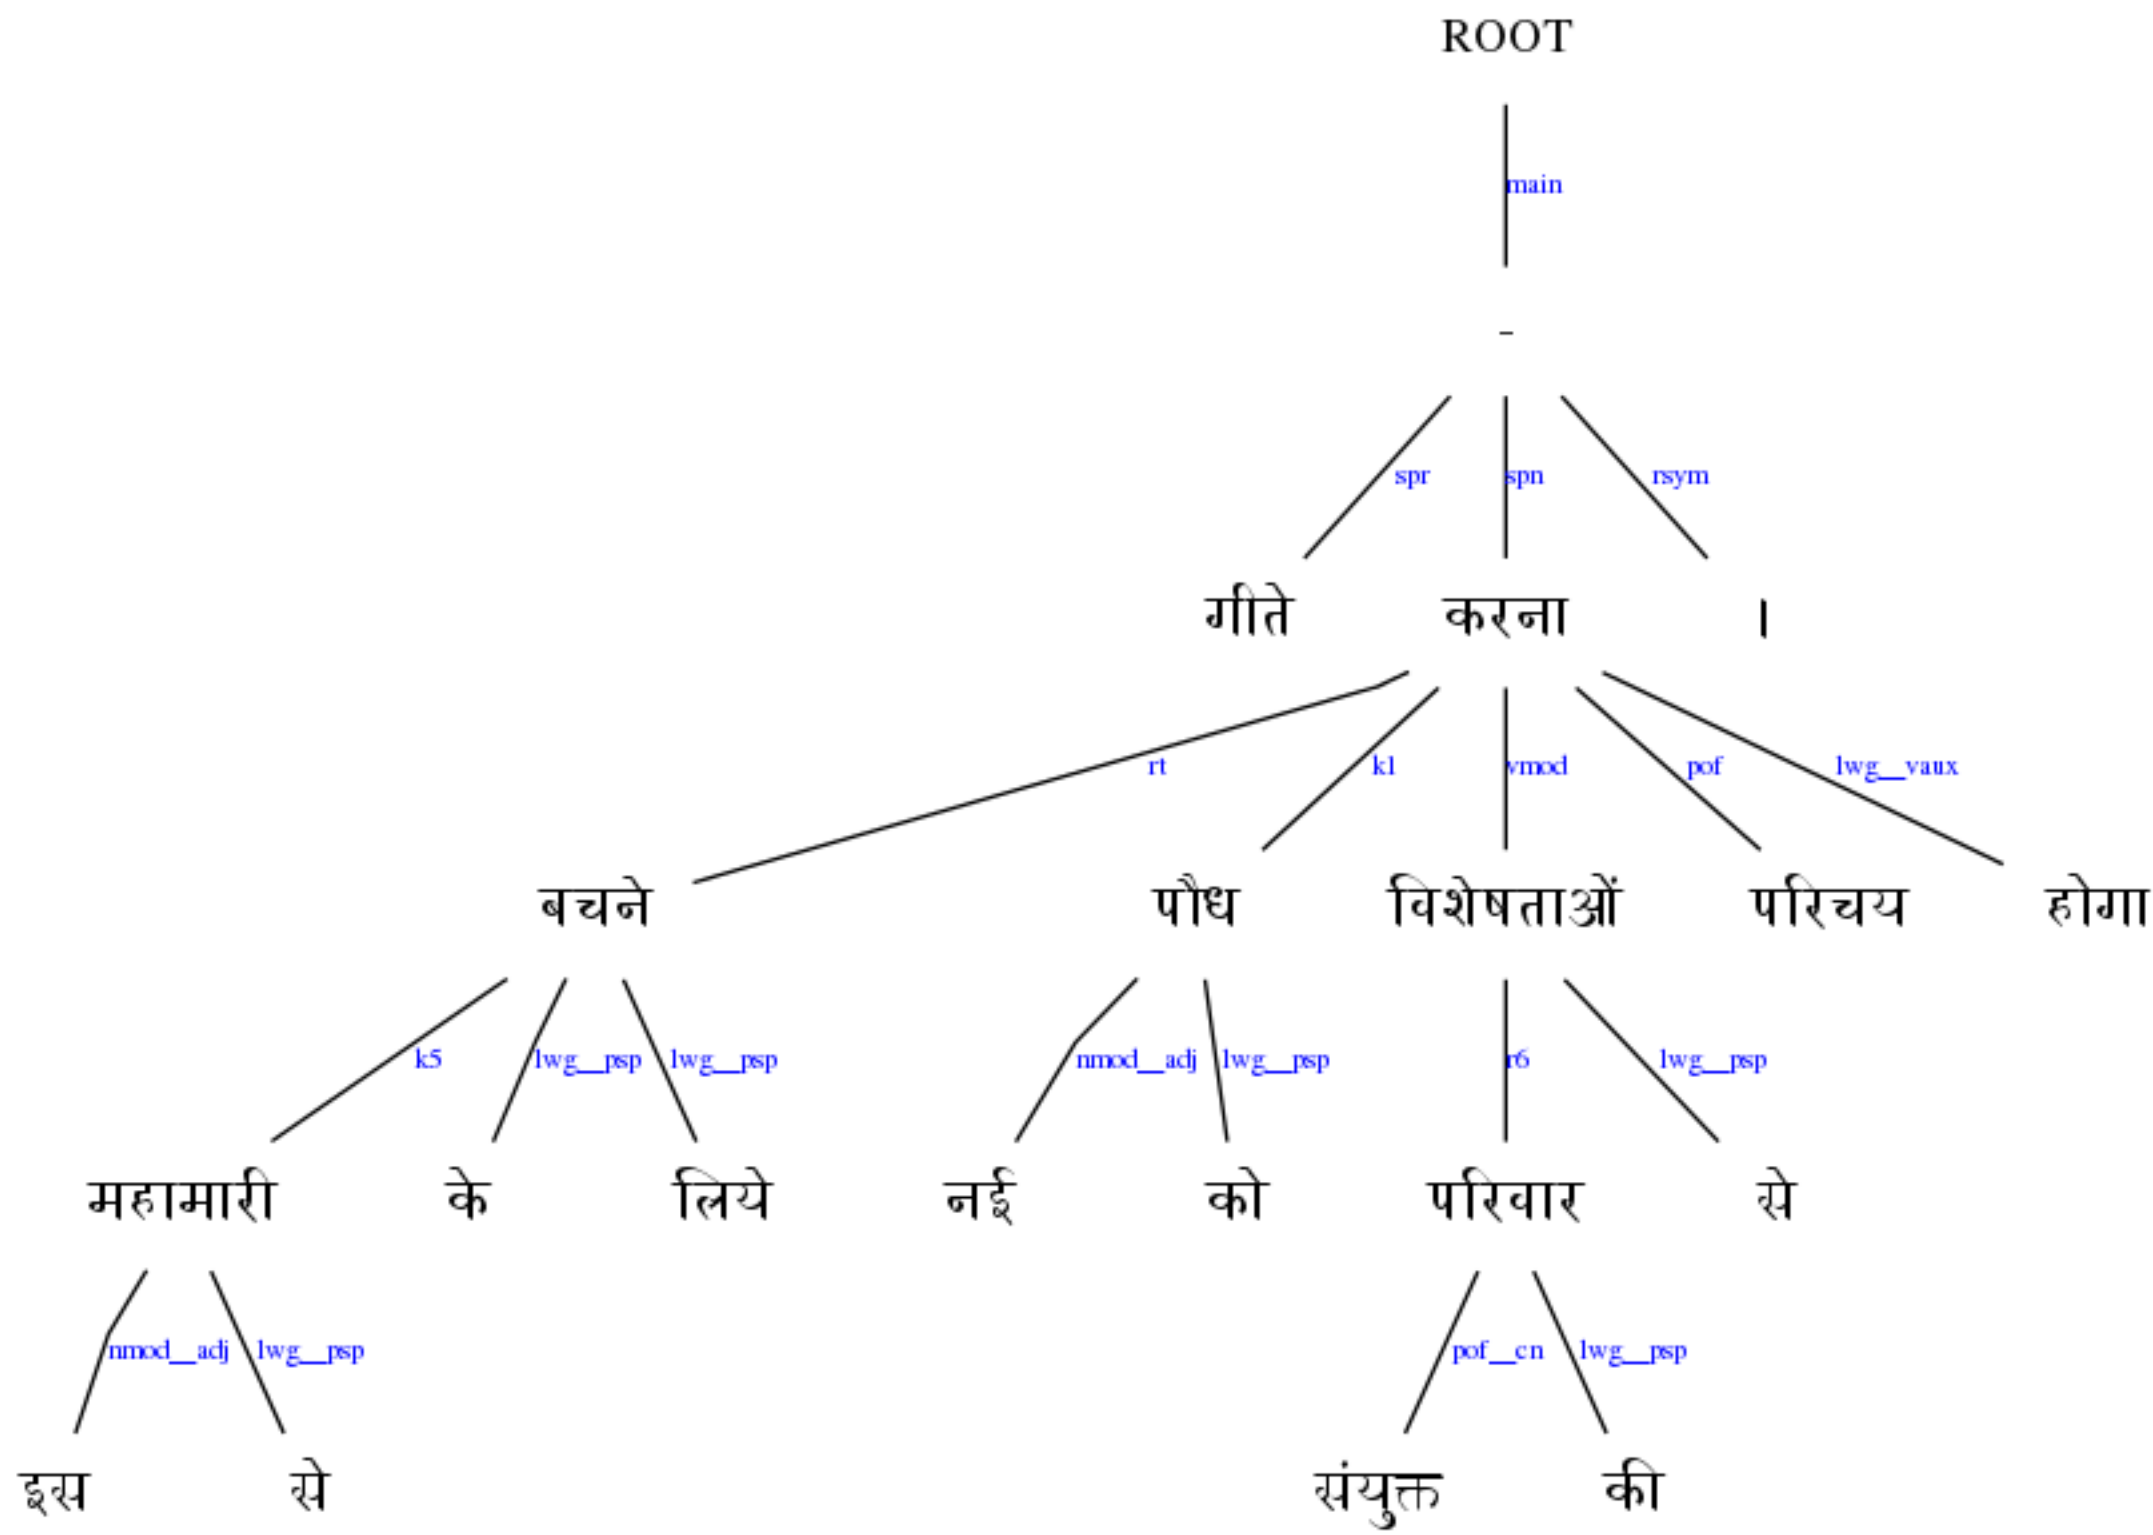 ROOT
main
-
spr spn rsym
गीते करना ।
rt k1 vmod pof lwg__vaux
बचने पौध विशेषताओं परिचय होगा
k5 lwg__psp lwg__psp nmod__adj lwg__psp r6 lwg__psp
महामारी के लिये नई को परिवार से
nmod__adj lwg__psp pof__cn lwg__psp
इस से संयुक्त की